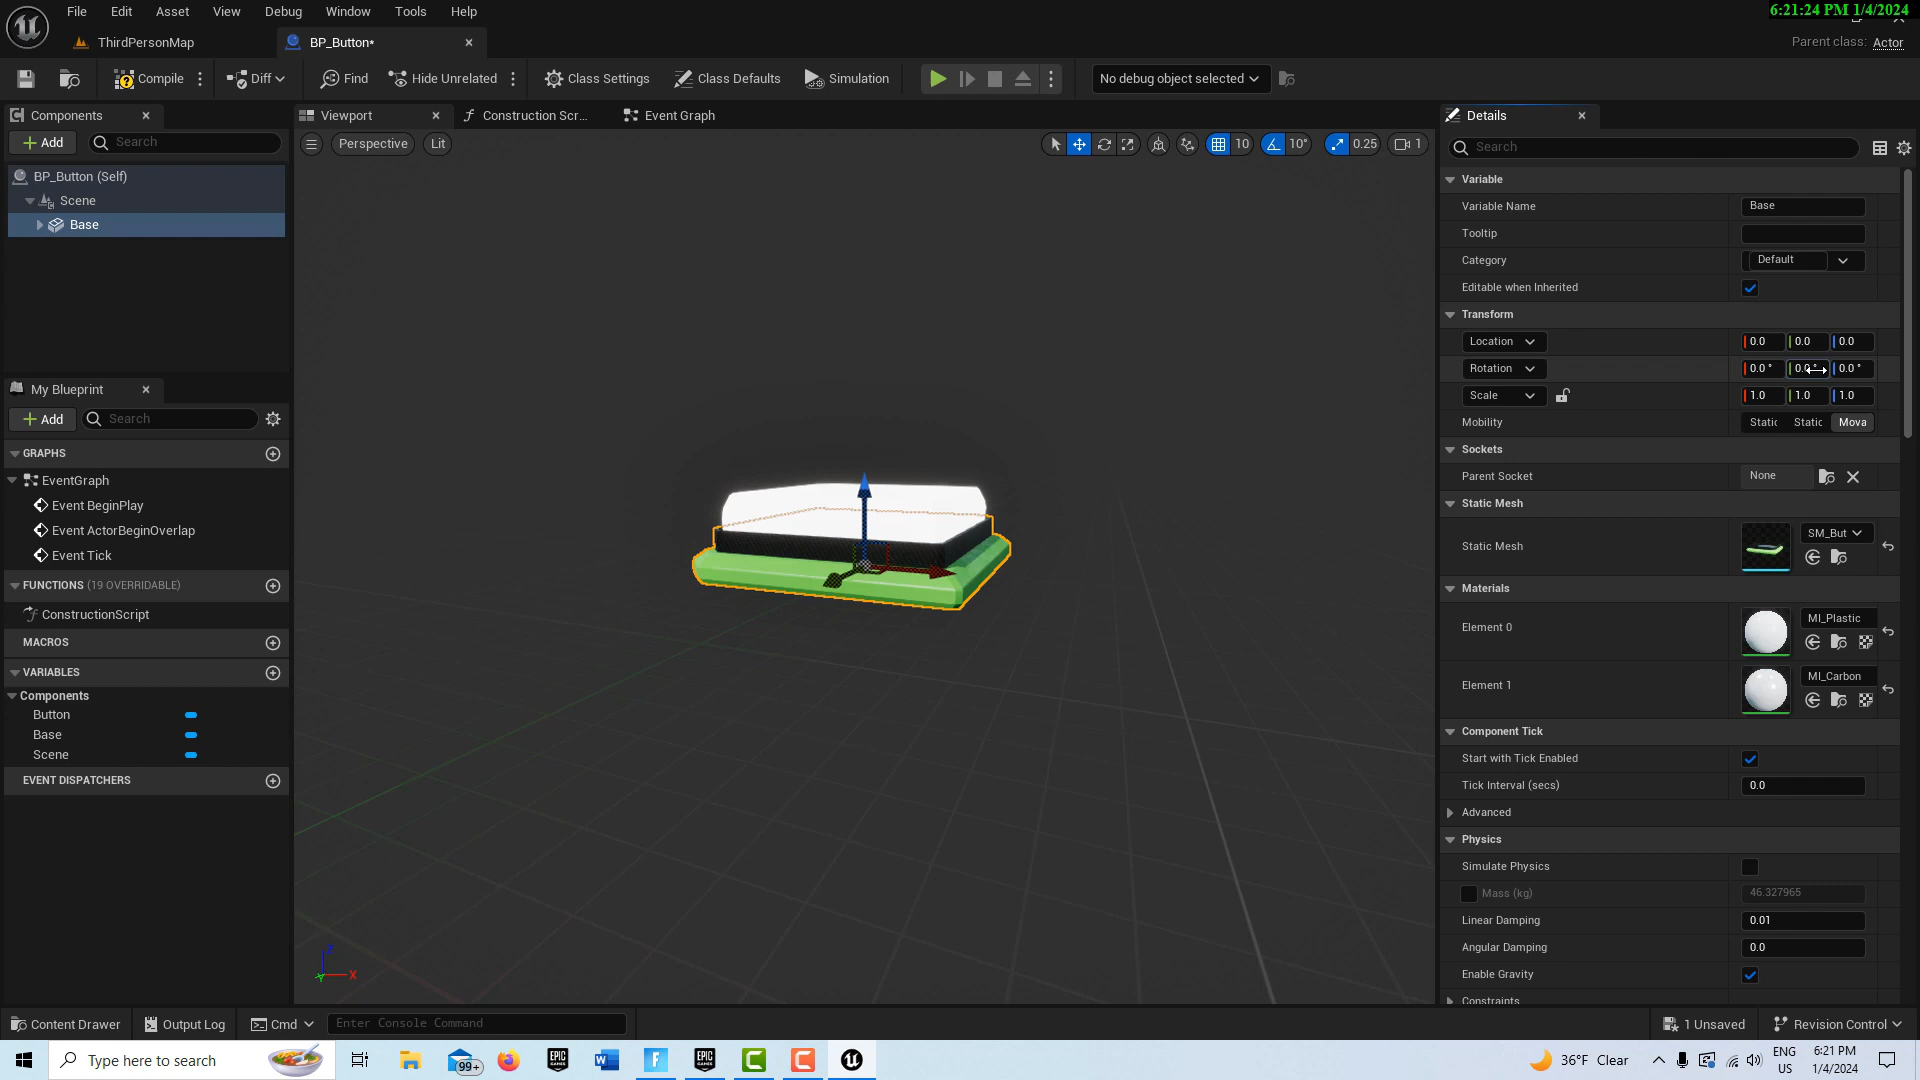 6:21:24 PM 1/4/2024
File Edit Asset View Window Debug Tools Help
ThirdPersonMap
BP_Button*
Parent class: Actor
Compile
Diff
Find
Hide Unrelated
Class Settings
Class Defaults
Simulation
No debug object selected
Components
Viewport
Construction Scr...
Event Graph
Details
Add
Search
Perspective
Lit
10
10°
0.25
1
Search
BP_Button (Self)
Scene
Base
Variable
Variable Name Base
Tooltip
Category Default
Editable when Inherited
Transform
Location 0.0 0.0 0.0
Rotation 0.0 ° 0.0 ° 0.0 °
Scale 1.0 1.0 1.0
Mobility Static Static Mova
Sockets
Parent Socket None
Static Mesh
Static Mesh SM_But
Materials
Element 0 MI_Plastic
Element 1 MI_Carbon
Component Tick
Start with Tick Enabled
Tick Interval (secs) 0.0
Advanced
Physics
Simulate Physics
Mass (kg) 46.327965
Linear Damping 0.01
Angular Damping 0.0
Enable Gravity
Constraints
My Blueprint
Add
Search
GRAPHS
EventGraph
Event BeginPlay
Event ActorBeginOverlap
Event Tick
FUNCTIONS (19 OVERRIDABLE)
ConstructionScript
MACROS
VARIABLES
Components
Button
Base
Scene
EVENT DISPATCHERS
Z
X
Y
Content Drawer
Output Log
Cmd
Enter Console Command
1 Unsaved
Revision Control
Type here to search
99+
EPIC GAMES
EPIC GAMES
36°F Clear
ENG
US
6:21 PM
1/4/2024